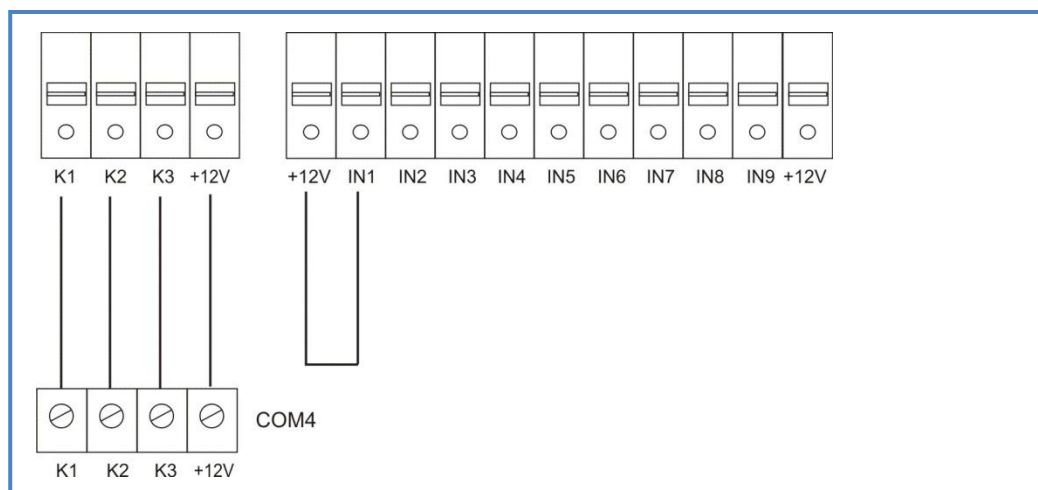 K1 K2 K3 +12V +12V IN1 IN2 IN3 IN4 IN5 IN6 IN7 IN8 IN9 +12V
COM4
K1 K2 K3 +12V